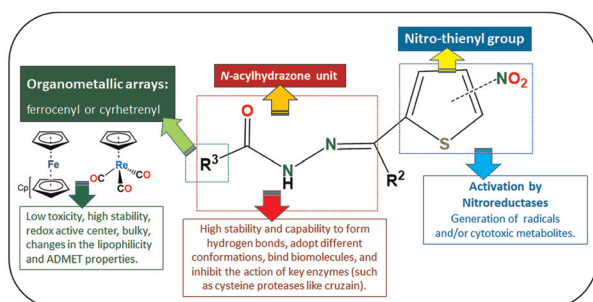 Nitro-thienyl group
N-acylhydrazone unit
Organometallic arrays:
ferrocenyl or cyrhetrenyl
NO2
O
S
N
N
H
R3
R2
Fe
Re
OC
CO
CO
Cp
Low toxicity, high stability,
redox active center, bulky,
changes in the lipophilicity
and ADMET properties.
High stability and capability to form
hydrogen bonds, adopt different
conformations, bind biomolecules, and
inhibit the action of key enzymes (such
as cysteine proteases like cruzain).
Activation by
Nitroreductases
Generation of radicals
and/or cytotoxic metabolites.